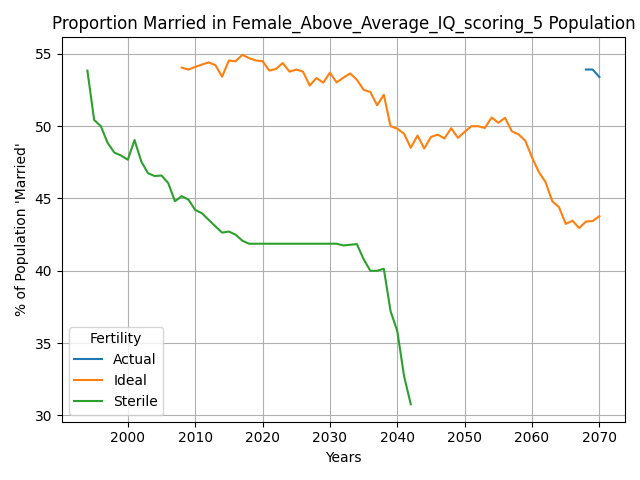 Proportion Married in Female_Above_Average_IQ_scoring_5 Population
% of Population 'Married'
55
50
45
40
35
30
Fertility
Actual
Ideal
Sterile
2000 2010 2020 2030 2040 2050 2060 2070
Years